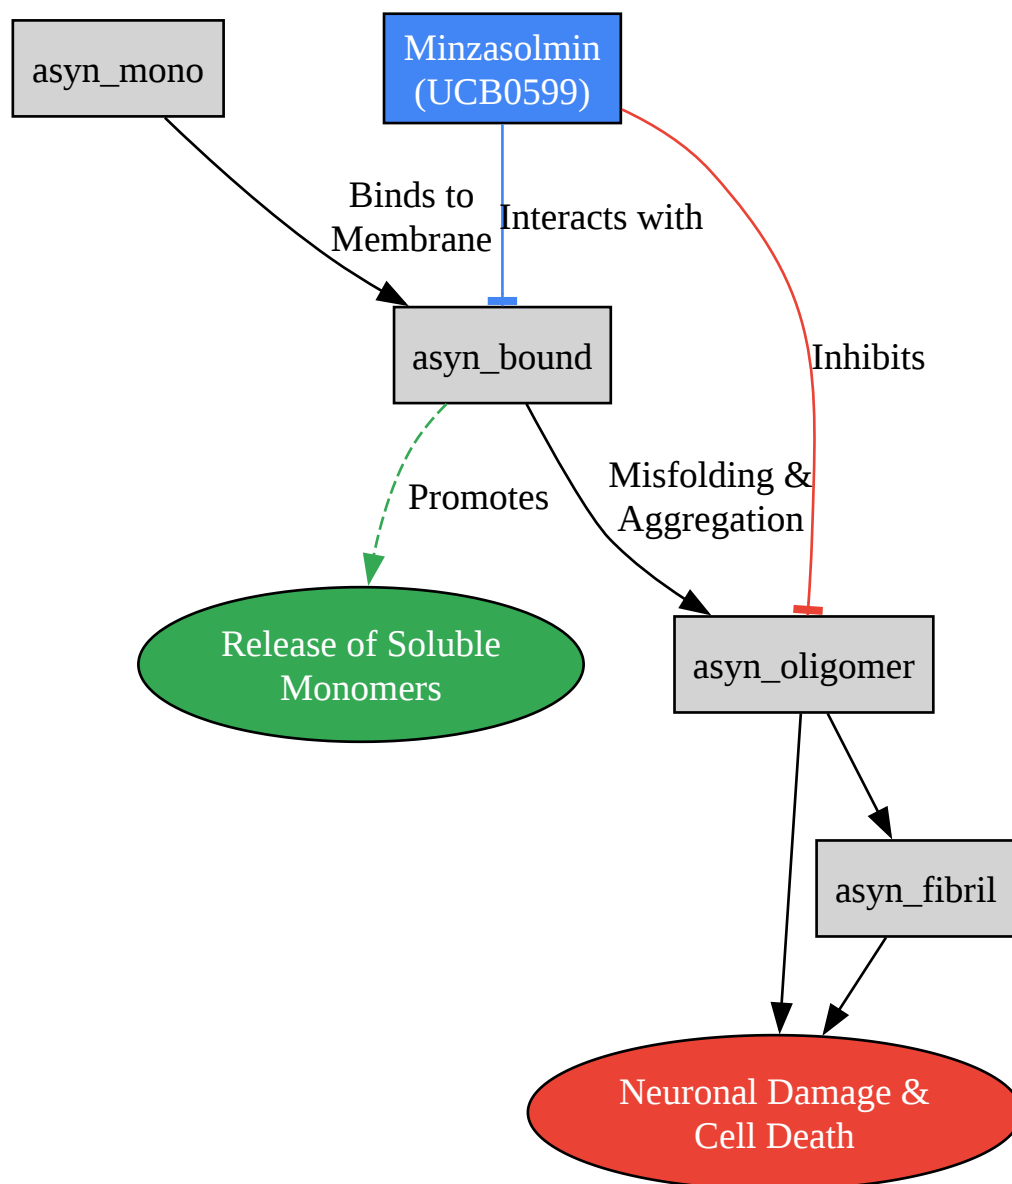 asyn_mono
Minzasolmin
(UCB0599)
Binds to
Membrane
Interacts with
asyn_bound
Inhibits
Promotes
Misfolding &
Aggregation
Release of Soluble
Monomers
asyn_oligomer
asyn_fibril
Neuronal Damage &
Cell Death